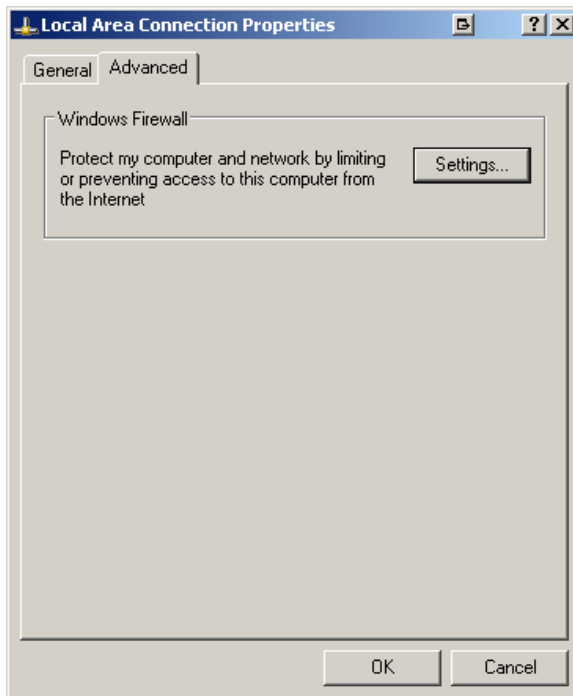 Local Area Connection Properties
General
Advanced
Windows Firewall
Protect my computer and network by limiting
or preventing access to this computer from
the Internet
Settings...
OK
Cancel